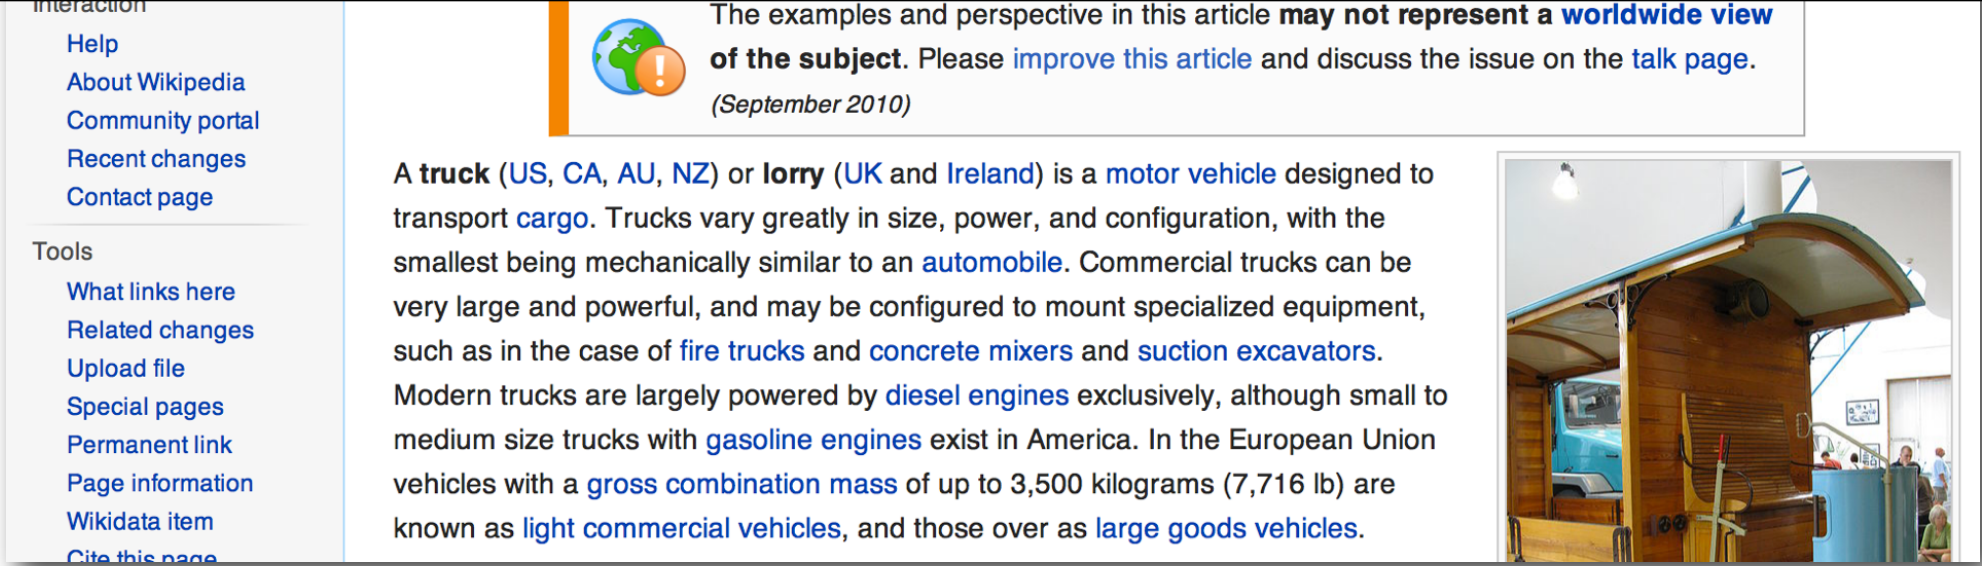 Interaction
Help
About Wikipedia
Community portal
Recent changes
Contact page
Tools
What links here
Related changes
Upload file
Special pages
Permanent link
Page information
Wikidata item
Cite this page
The examples and perspective in this article may not represent a worldwide view
of the subject. Please improve this article and discuss the issue on the talk page.
(September 2010)
A truck (US, CA, AU, NZ) or lorry (UK and Ireland) is a motor vehicle designed to
transport cargo. Trucks vary greatly in size, power, and configuration, with the
smallest being mechanically similar to an automobile. Commercial trucks can be
very large and powerful, and may be configured to mount specialized equipment,
such as in the case of fire trucks and concrete mixers and suction excavators.
Modern trucks are largely powered by diesel engines exclusively, although small to
medium size trucks with gasoline engines exist in America. In the European Union
vehicles with a gross combination mass of up to 3,500 kilograms (7,716 lb) are
known as light commercial vehicles, and those over as large goods vehicles.